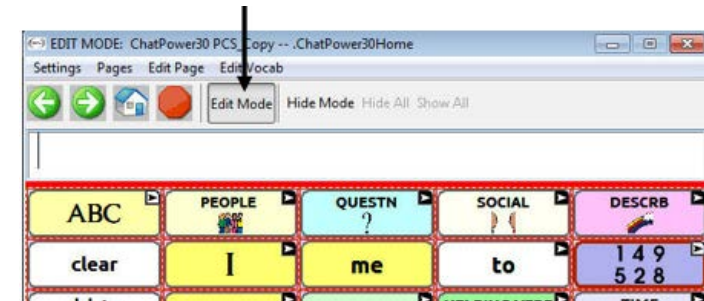 EDIT MODE: ChatPower30 PCS_Copy -- .ChatPower30Home
Settings Pages Edit Page Edit Vocab
Edit Mode Hide Mode Hide All Show All
ABC PEOPLE QUESTN ? SOCIAL DESCRB
clear I me to 1 4 9
5 2 8